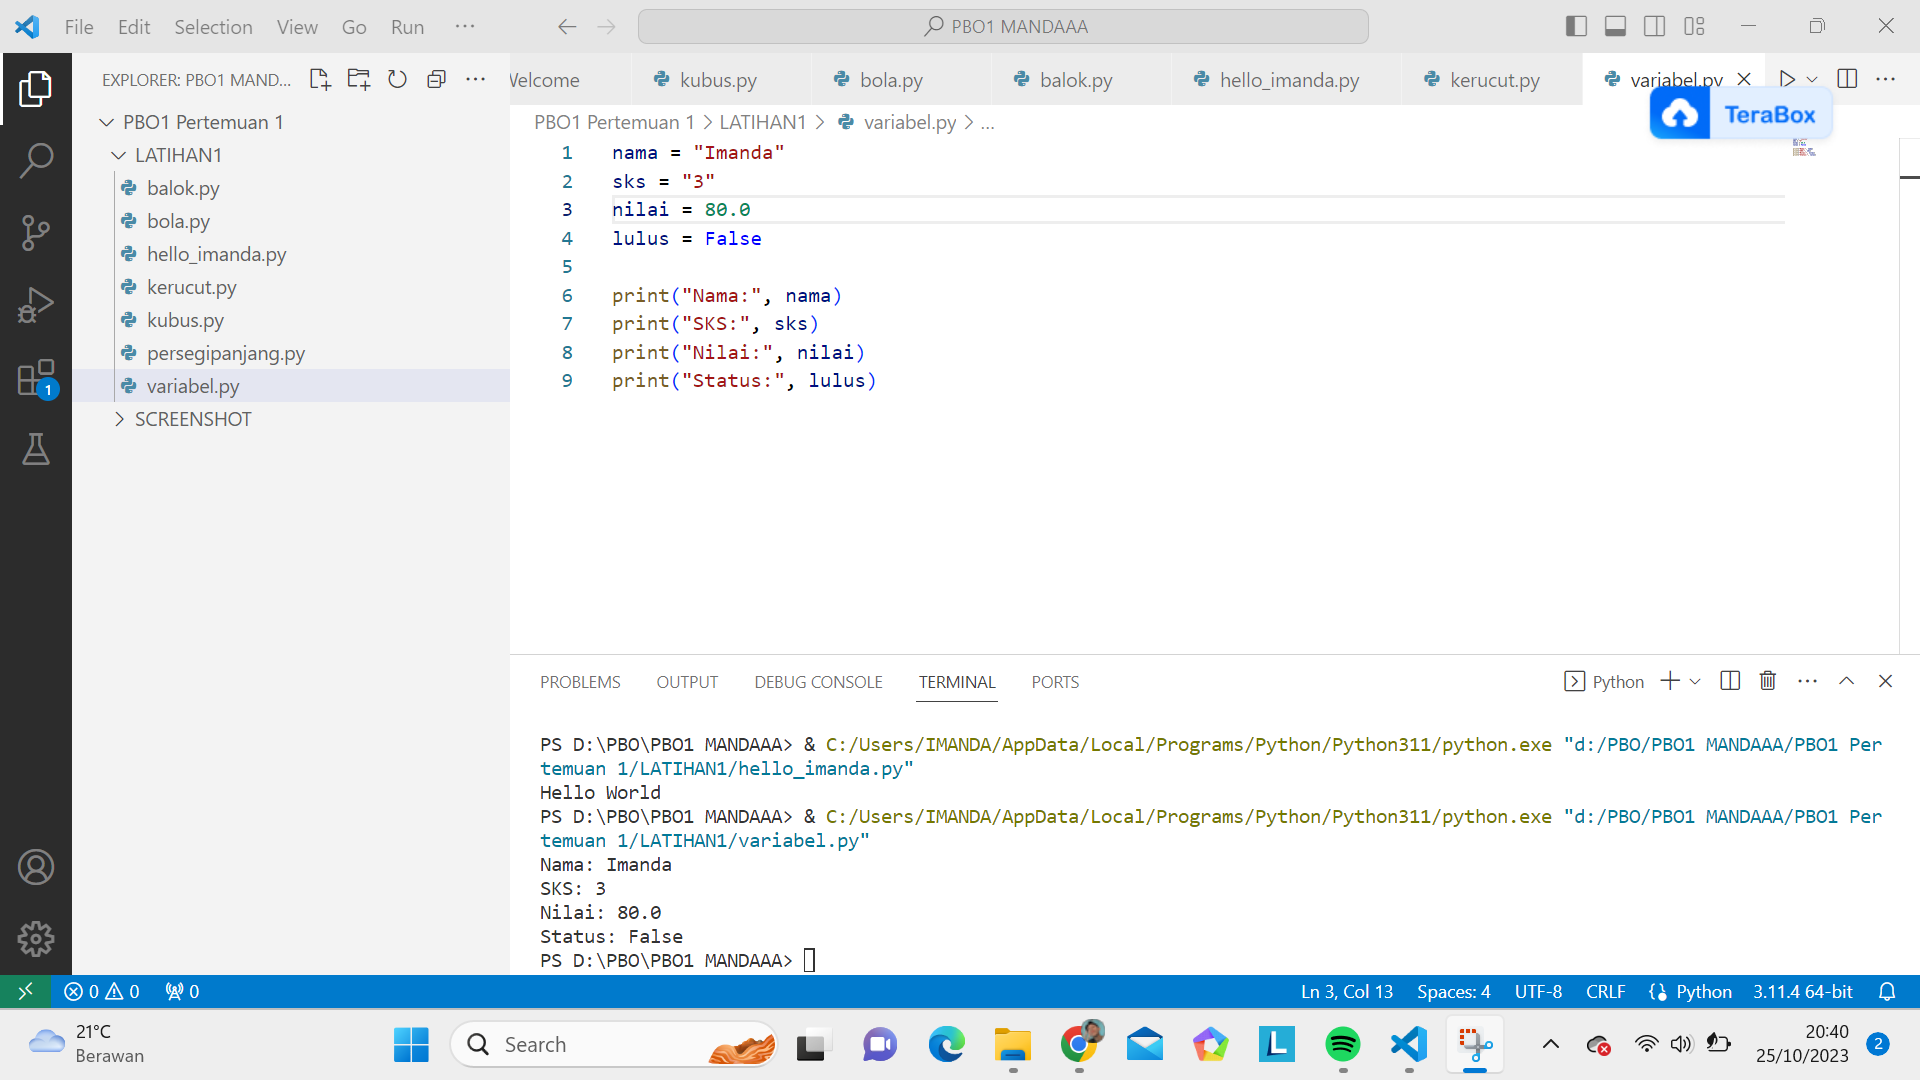 File Edit Selection View Go Run ...
PBO1 MANDAAA
EXPLORER: PBO1 MAND...
Welcome kubus.py bola.py balok.py hello_imanda.py kerucut.py variabel.py
TeraBox
PBO1 Pertemuan 1 > LATIHAN1 > variabel.py > ...
PBO1 Pertemuan 1
LATIHAN1
balok.py
bola.py
hello_imanda.py
kerucut.py
kubus.py
persegipanjang.py
variabel.py
SCREENSHOT
1
1 nama = "Imanda"
2 sks = "3"
3 nilai = 80.0
4 lulus = False
5
6 print("Nama:", nama)
7 print("SKS:", sks)
8 print("Nilai:", nilai)
9 print("Status:", lulus)
PROBLEMS OUTPUT DEBUG CONSOLE TERMINAL PORTS
Python
PS D:\PBO\PBO1 MANDAAA> & C:/Users/IMANDA/AppData/Local/Programs/Python/Python311/python.exe "d:/PBO/PBO1 MANDAAA/PBO1 Per
temuan 1/LATIHAN1/hello_imanda.py"
Hello World
PS D:\PBO\PBO1 MANDAAA> & C:/Users/IMANDA/AppData/Local/Programs/Python/Python311/python.exe "d:/PBO/PBO1 MANDAAA/PBO1 Per
temuan 1/LATIHAN1/variabel.py"
Nama: Imanda
SKS: 3
Nilai: 80.0
Status: False
PS D:\PBO\PBO1 MANDAAA>
0 0 0
Ln 3, Col 13 Spaces: 4 UTF-8 CRLF Python 3.11.4 64-bit
21°C
Berawan
Search
L
20:40
25/10/2023
2